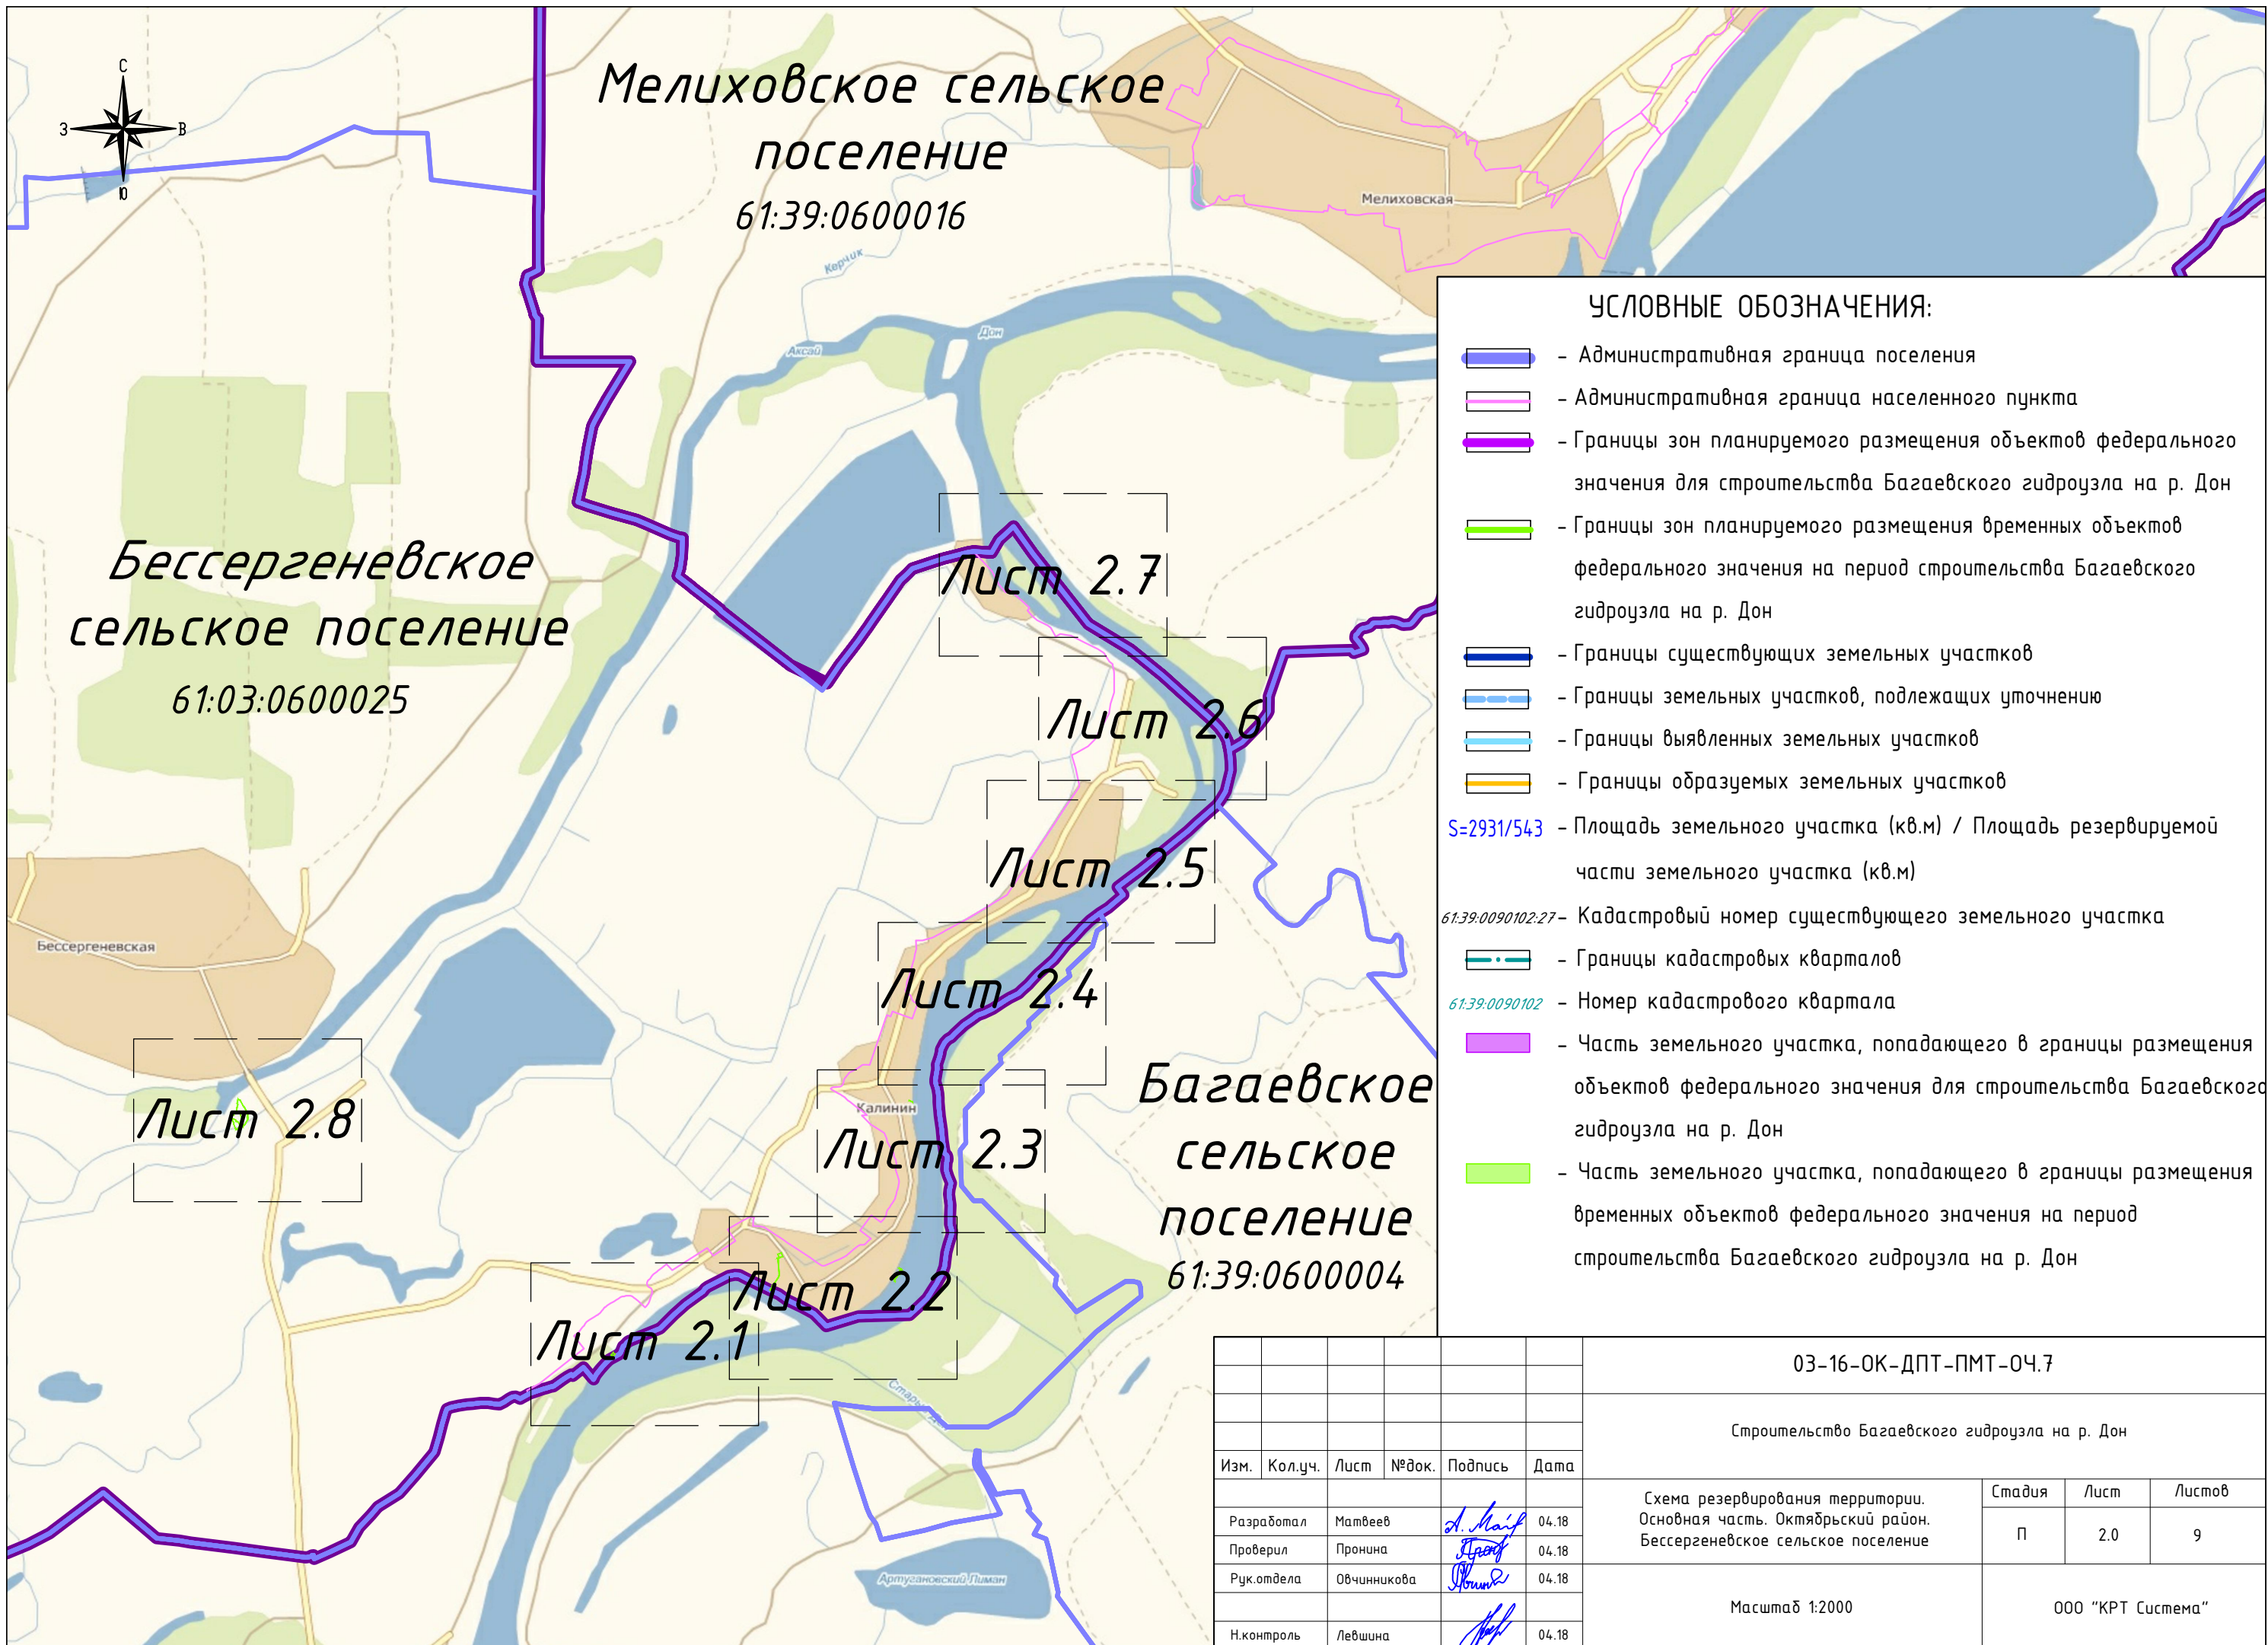 С
З
В
Ю
Мелиховское сельское
поселение
61:39:0600016
Мелиховская
Керчик
Дон
Аксай
Бессергеневское
сельское поселение
61:03:0600025
Лист 2.7
Лист 2.6
Лист 2.5
Лист 2.4
Бессергеневская
Калинин
Лист 2.8
Лист 2.3
Багаевское
сельское
поселение
61:39:0600004
Лист 2.2
Лист 2.1
Артугановский Лиман
УСЛОВНЫЕ ОБОЗНАЧЕНИЯ:
- Административная граница поселения
- Административная граница населенного пункта
- Границы зон планируемого размещения объектов федерального
значения для строительства Багаевского гидроузла на р. Дон
- Границы зон планируемого размещения временных объектов
федерального значения на период строительства Багаевского
гидроузла на р. Дон
- Границы существующих земельных участков
- Границы земельных участков, подлежащих уточнению
- Границы выявленных земельных участков
- Границы образуемых земельных участков
S=2931/543 - Площадь земельного участка (кв.м) / Площадь резервируемой
части земельного участка (кв.м)
61:39:0090102:27 - Кадастровый номер существующего земельного участка
- Границы кадастровых кварталов
61:39:0090102 - Номер кадастрового квартала
- Часть земельного участка, попадающего в границы размещения
объектов федерального значения для строительства Багаевского
гидроузла на р. Дон
- Часть земельного участка, попадающего в границы размещения
временных объектов федерального значения на период
строительства Багаевского гидроузла на р. Дон
03-16-ОК-ДПТ-ПМТ-ОЧ.7
Строительство Багаевского гидроузла на р. Дон
Изм. Кол.уч. Лист №док. Подпись Дата
Схема резервирования территории.
Основная часть. Октябрьский район.
Бессергеневское сельское поселение
Стадия Лист Листов
П 2.0 9
Разработал Матвеев 04.18
Проверил Пронина 04.18
Рук.отдела Овчинникова 04.18
Н.контроль Левшина 04.18
Масштаб 1:2000
ООО "КРТ Система"